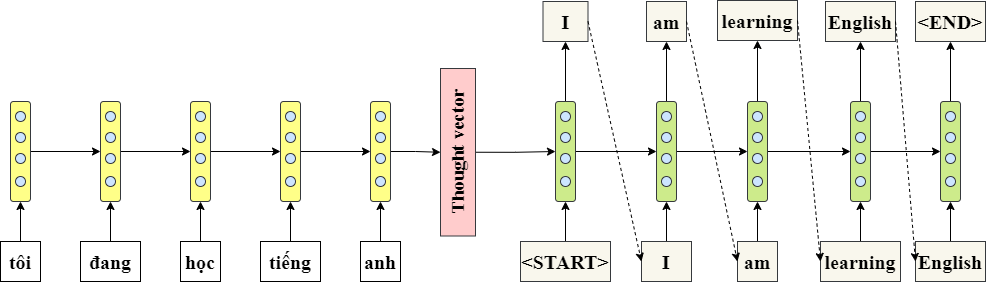 I am learning English <END>
Thought vector
tôi đang học tiếng anh <START> I am learning English